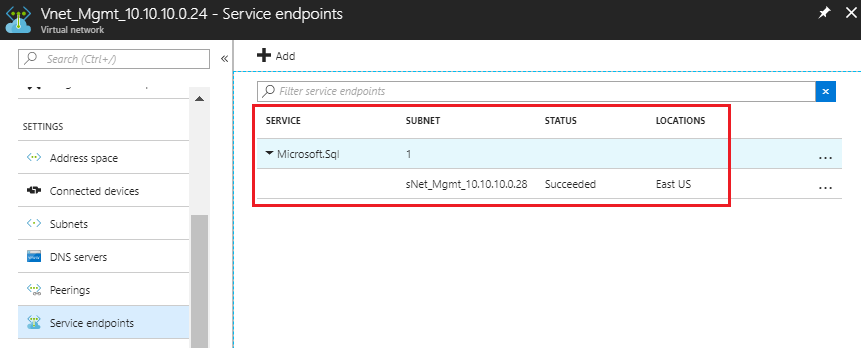 Vnet_Mgmt_10.10.10.0.24 - Service endpoints
Virtual network
Search (Ctrl+/)
«
SETTINGS
Address space
Connected devices
Subnets
DNS servers
Peerings
Service endpoints
Add
Filter service endpoints
SERVICE SUBNET STATUS LOCATIONS
Microsoft.Sql 1 ...
sNet_Mgmt_10.10.10.0.28 Succeeded East US ...